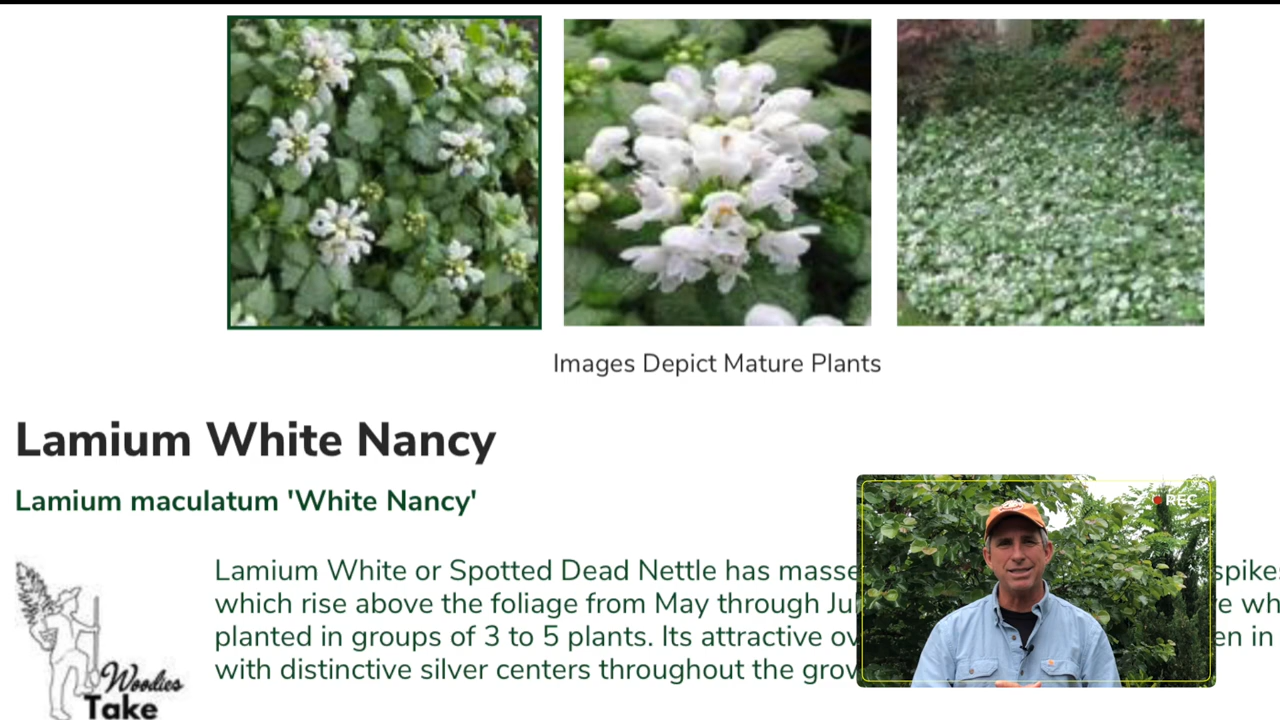 Images Depict Mature Plants
Lamium White Nancy
Lamium maculatum 'White Nancy'
REC
Lamium White or Spotted Dead Nettle has masse spikes
which rise above the foliage from May through Ju e wh
planted in groups of 3 to 5 plants. Its attractive ov en in
with distinctive silver centers throughout the grov
Woodies
Take